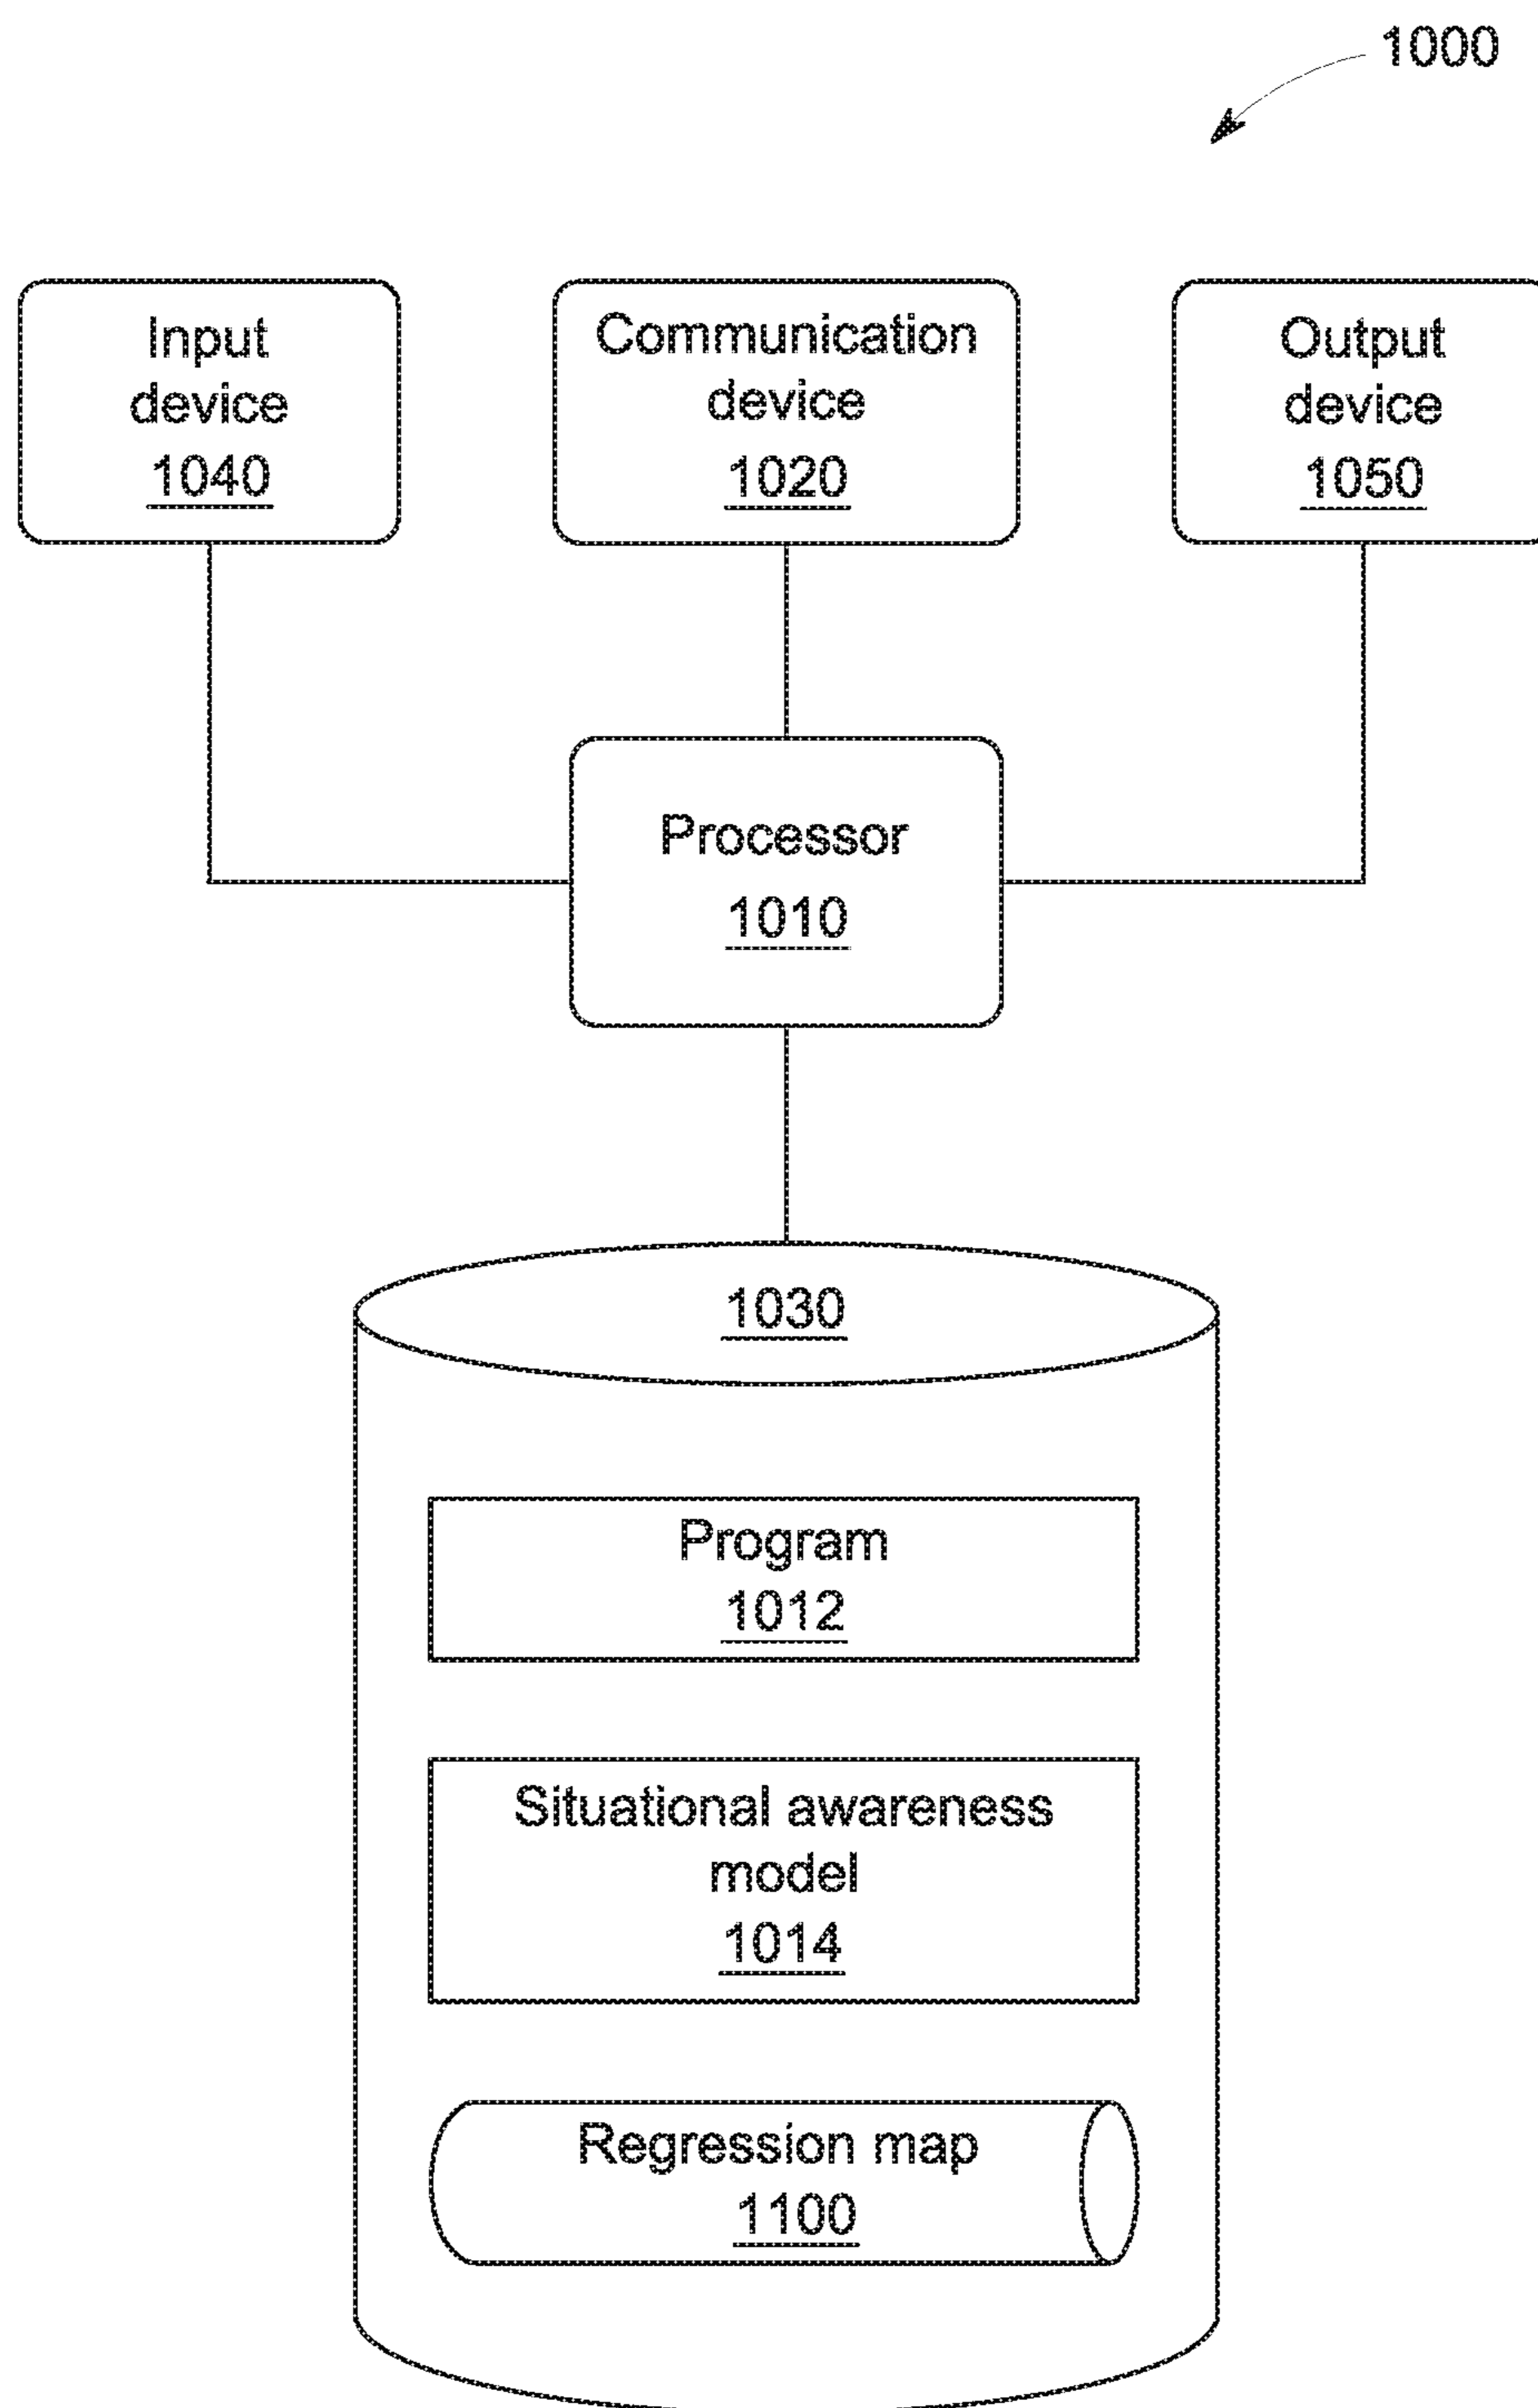 1000
Input
device
1040
Communication
device
1020
Output
device
1050
Processor
1010
1030
Program
1012
Situational awareness
model
1014
Regression map
1100